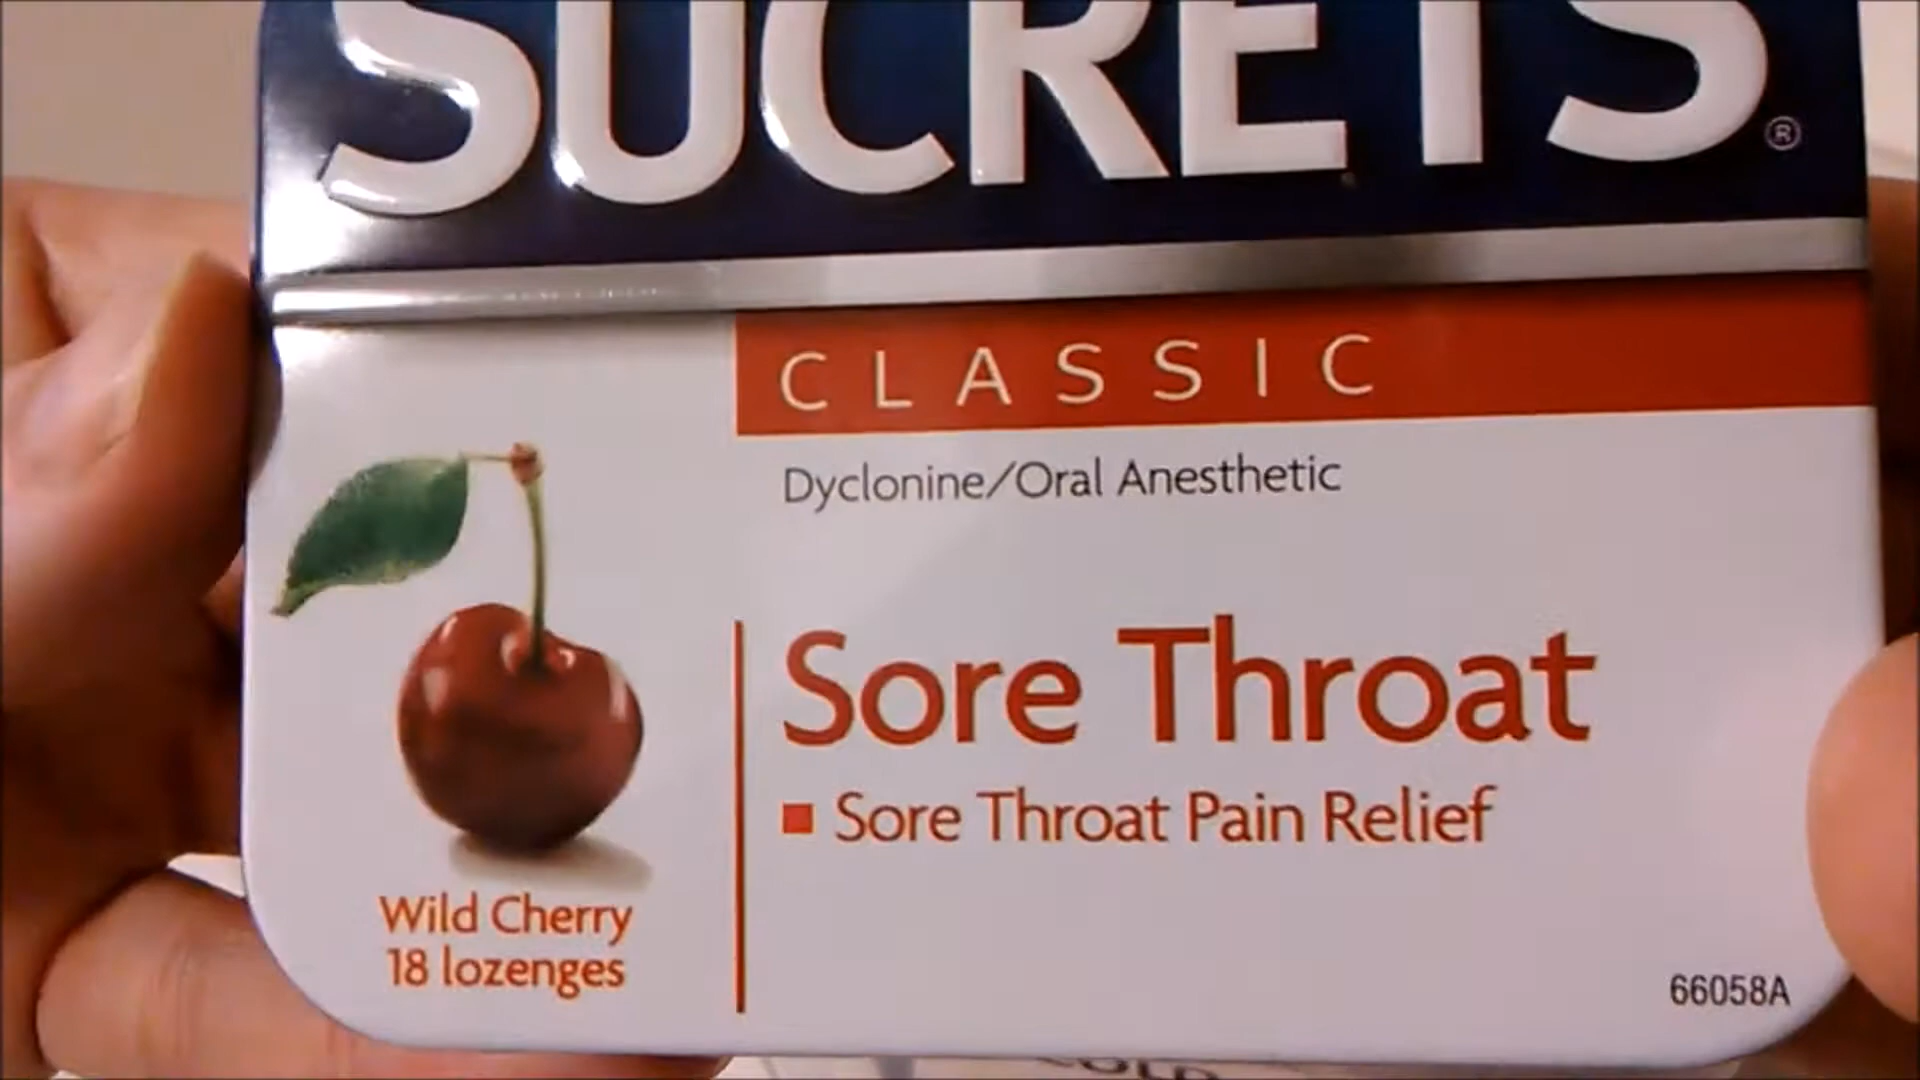 SUCRETS®
CLASSIC
Dyclonine/Oral Anesthetic
Sore Throat
▪ Sore Throat Pain Relief
Wild Cherry
18 lozenges
66058A